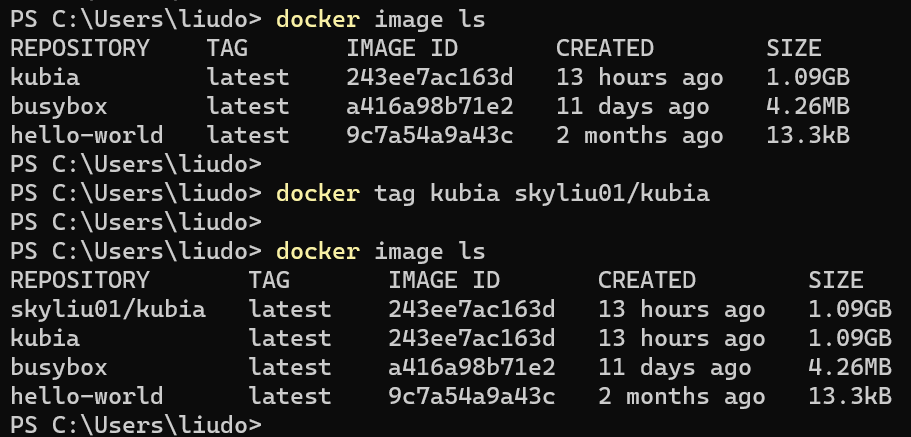 PS C:\Users\liudo> docker image ls
REPOSITORY    TAG       IMAGE ID       CREATED        SIZE
kubia         latest    243ee7ac163d   13 hours ago   1.09GB
busybox       latest    a416a98b71e2   11 days ago    4.26MB
hello-world   latest    9c7a54a9a43c   2 months ago   13.3kB
PS C:\Users\liudo>
PS C:\Users\liudo> docker tag kubia skyliu01/kubia
PS C:\Users\liudo>
PS C:\Users\liudo> docker image ls
REPOSITORY       TAG       IMAGE ID       CREATED        SIZE
skyliu01/kubia   latest    243ee7ac163d   13 hours ago   1.09GB
kubia            latest    243ee7ac163d   13 hours ago   1.09GB
busybox          latest    a416a98b71e2   11 days ago    4.26MB
hello-world      latest    9c7a54a9a43c   2 months ago   13.3kB
PS C:\Users\liudo>